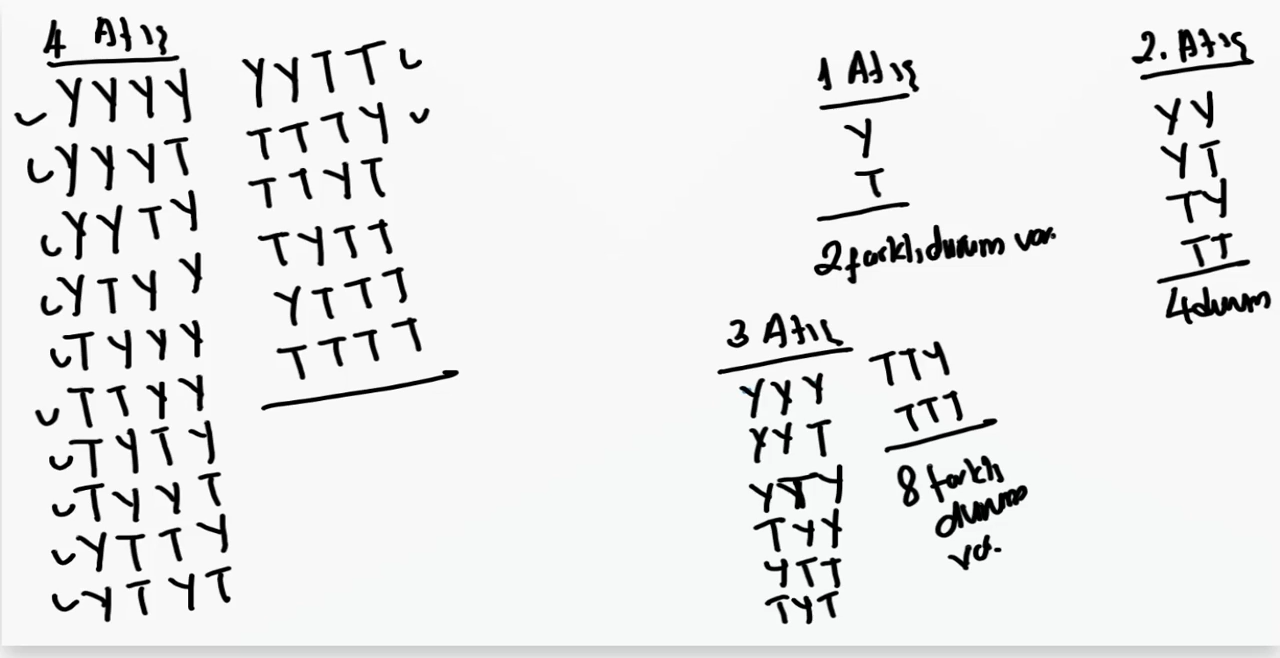 4 Atış
YYYY
YYYT
YYTY
YTYY
TYYY
TTYY
TYTY
TYYT
YTTY
YTYT
YYTT
TTTY
TTYT
TYTT
YTTT
TTTT
1 Atış
Y
T
2 farklı durum var.
2. Atış
YY
YT
TY
TT
4 durum
3 Atış
YYY
YYT
YTY
TYY
YTT
TYT
TTY
TTT
8 farklı
durum
var.